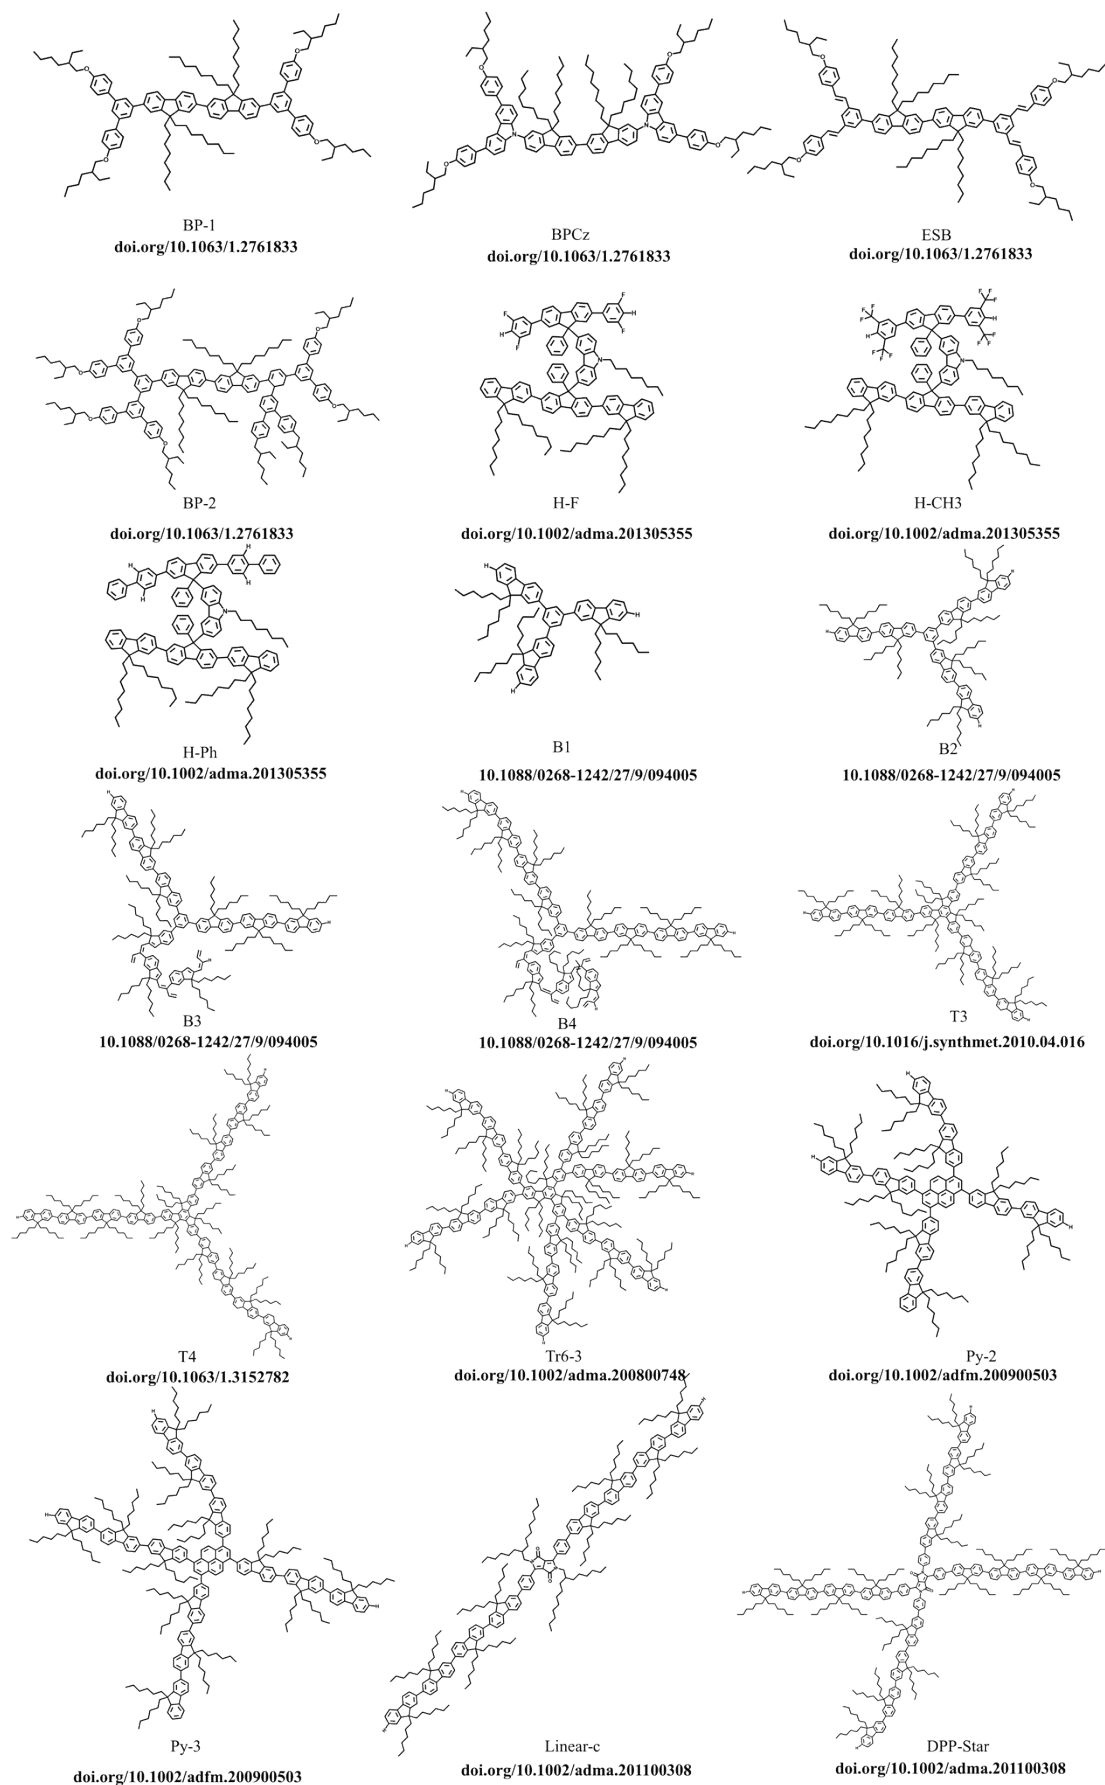 BP-1
doi.org/10.1063/1.2761833
BPCz
doi.org/10.1063/1.2761833
ESB
doi.org/10.1063/1.2761833
BP-2
doi.org/10.1063/1.2761833
H-F
doi.org/10.1002/adma.201305355
H-CH3
doi.org/10.1002/adma.201305355
H-Ph
doi.org/10.1002/adma.201305355
B1
10.1088/0268-1242/27/9/094005
B2
10.1088/0268-1242/27/9/094005
B3
10.1088/0268-1242/27/9/094005
B4
10.1088/0268-1242/27/9/094005
T3
doi.org/10.1016/j.synthmet.2010.04.016
T4
doi.org/10.1063/1.3152782
Tr6-3
doi.org/10.1002/adma.200800748
Py-2
doi.org/10.1002/adfm.200900503
Py-3
doi.org/10.1002/adfm.200900503
Linear-c
doi.org/10.1002/adma.201100308
DPP-Star
doi.org/10.1002/adma.201100308